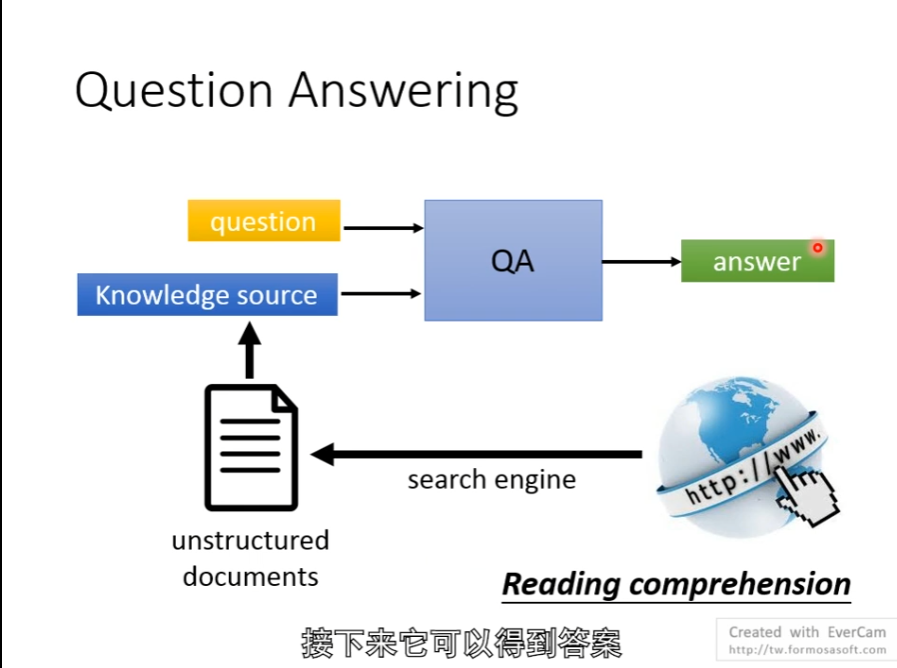 Question Answering
question
QA
answer
Knowledge source
http://www.
search engine
unstructured
documents
Reading comprehension
接下来它可以得到答案
Created with EverCam
http://tw.formosasoft.com